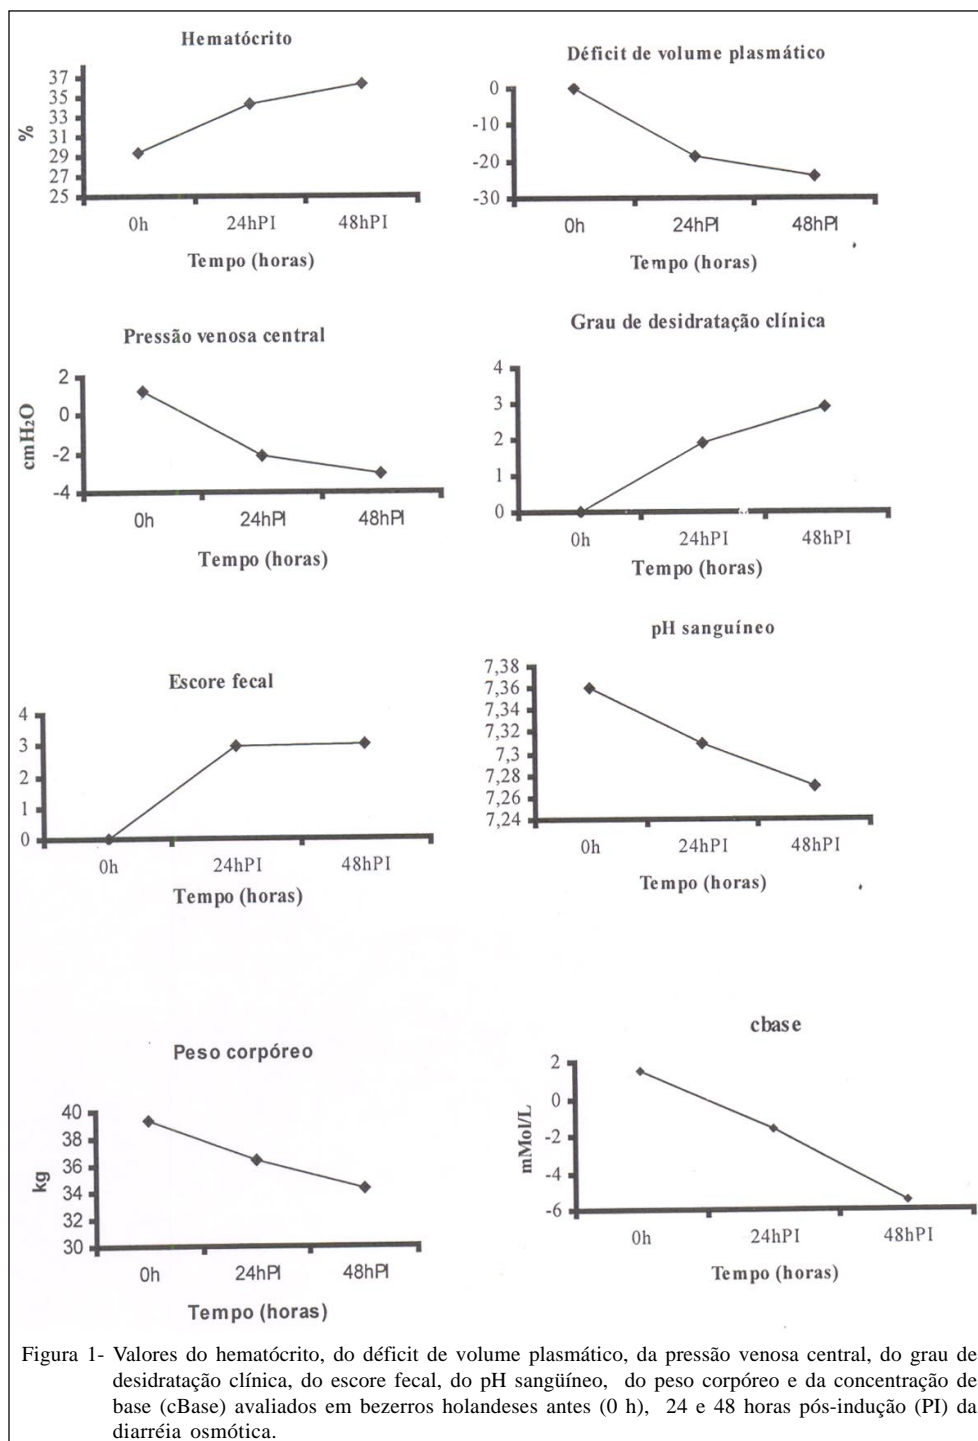 Hematócrito
37
35
33
31
29
27
25
%
0h 24hPI 48hPI
Tempo (horas)
Déficit de volume plasmático
0
-10
-20
-30
0h 24hPI 48hPI
Tempo (horas)
Pressão venosa central
2
0
-2
-4
cmH₂O
0h 24hPI 48hPI
Tempo (horas)
Grau de desidratação clínica
4
3
2
1
0
0h 24hPI 48hPI
Tempo (horas)
Escore fecal
4
3
2
1
0
0h 24hPI 48hPI
Tempo (horas)
pH sanguíneo
7,38
7,36
7,34
7,32
7,3
7,28
7,26
7,24
0h 24hPI 48hPI
Tempo (horas)
Peso corpóreo
40
38
36
34
32
30
kg
0h 24hPI 48hPI
Tempo (horas)
cbase
2
0
-2
-4
-6
mMol/L
0h 24hPI 48hPI
Tempo (horas)
Figura 1- Valores do hematócrito, do déficit de volume plasmático, da pressão venosa central, do grau de
desidratação clínica, do escore fecal, do pH sangüíneo, do peso corpóreo e da concentração de
base (cBase) avaliados em bezerros holandeses antes (0 h), 24 e 48 horas pós-indução (PI) da
diarréia osmótica.